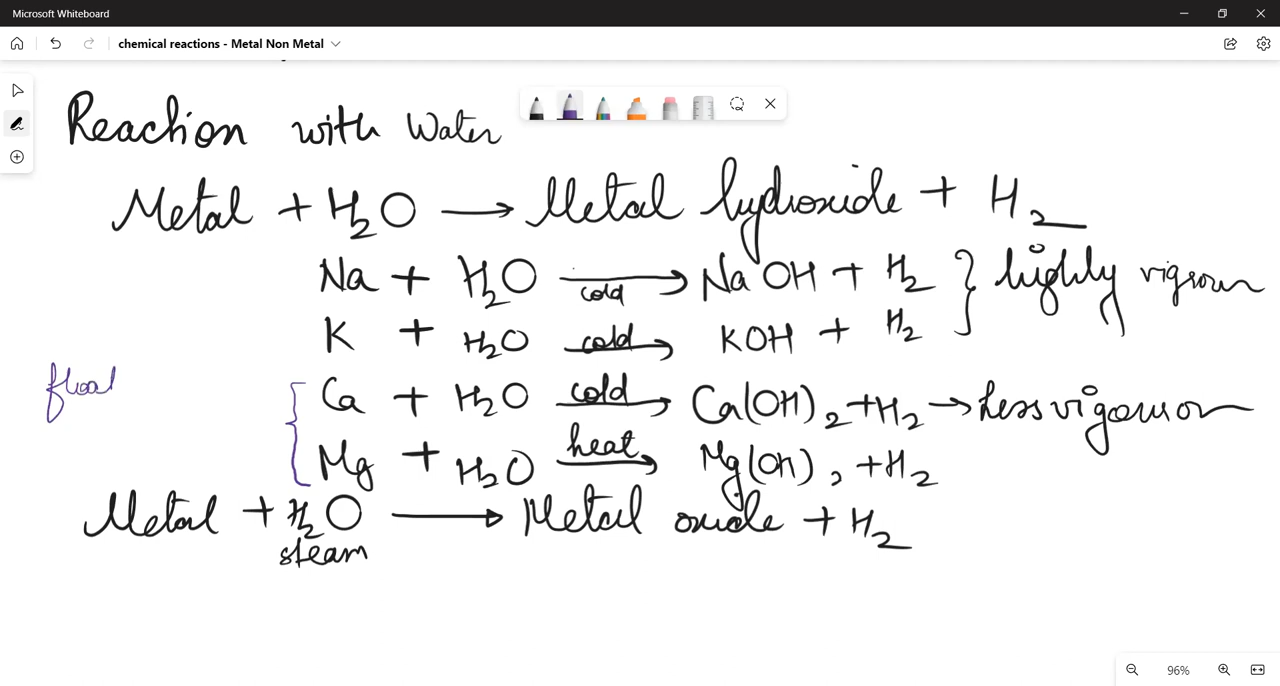 Microsoft Whiteboard
chemical reactions - Metal Non Metal
Reaction with Water
Metal + H₂O → Metal hydroxide + H₂
Na + H₂O →cold NaOH + H₂ } highly vigrour
K + H₂O →cold KOH + H₂
float
Ca + H₂O →cold Ca(OH)₂ + H₂ → Less vigorous
Mg + H₂O →heat Mg(OH)₂ + H₂
Metal + H₂O → Metal oxide + H₂
steam
96%